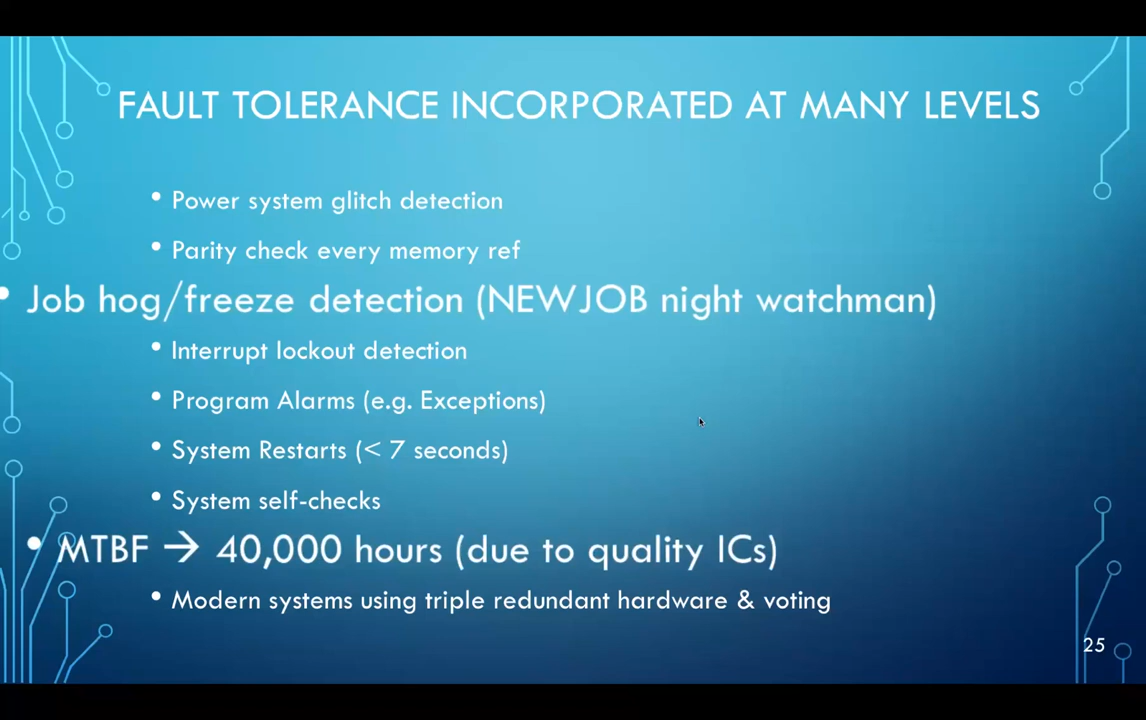 FAULT TOLERANCE INCORPORATED AT MANY LEVELS
• Power system glitch detection
• Parity check every memory ref
• Job hog/freeze detection (NEWJOB night watchman)
• Interrupt lockout detection
• Program Alarms (e.g. Exceptions)
• System Restarts (< 7 seconds)
• System self-checks
• MTBF → 40,000 hours (due to quality ICs)
• Modern systems using triple redundant hardware & voting
25